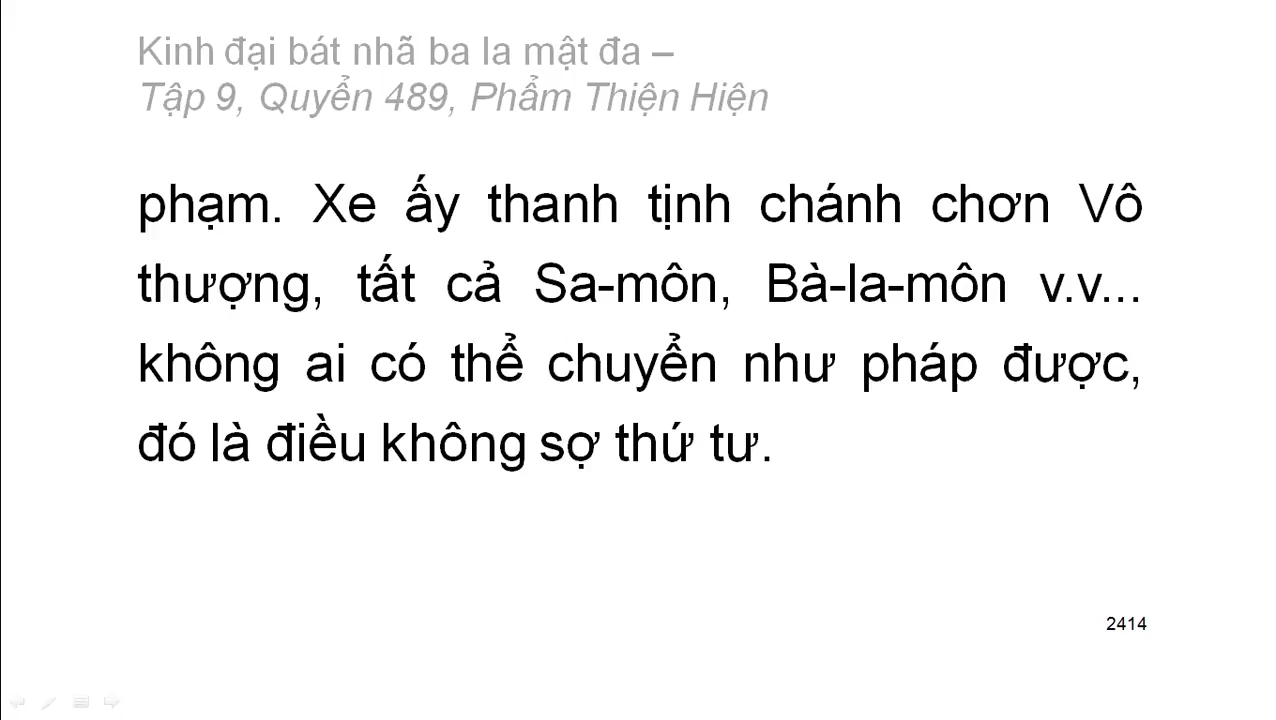 Kinh đại bát nhã ba la mật đa –
Tập 9, Quyển 489, Phẩm Thiện Hiện
phạm. Xe ấy thanh tịnh chánh chơn Vô
thượng, tất cả Sa-môn, Bà-la-môn v.v...
không ai có thể chuyển như pháp được,
đó là điều không sợ thứ tư.
2414